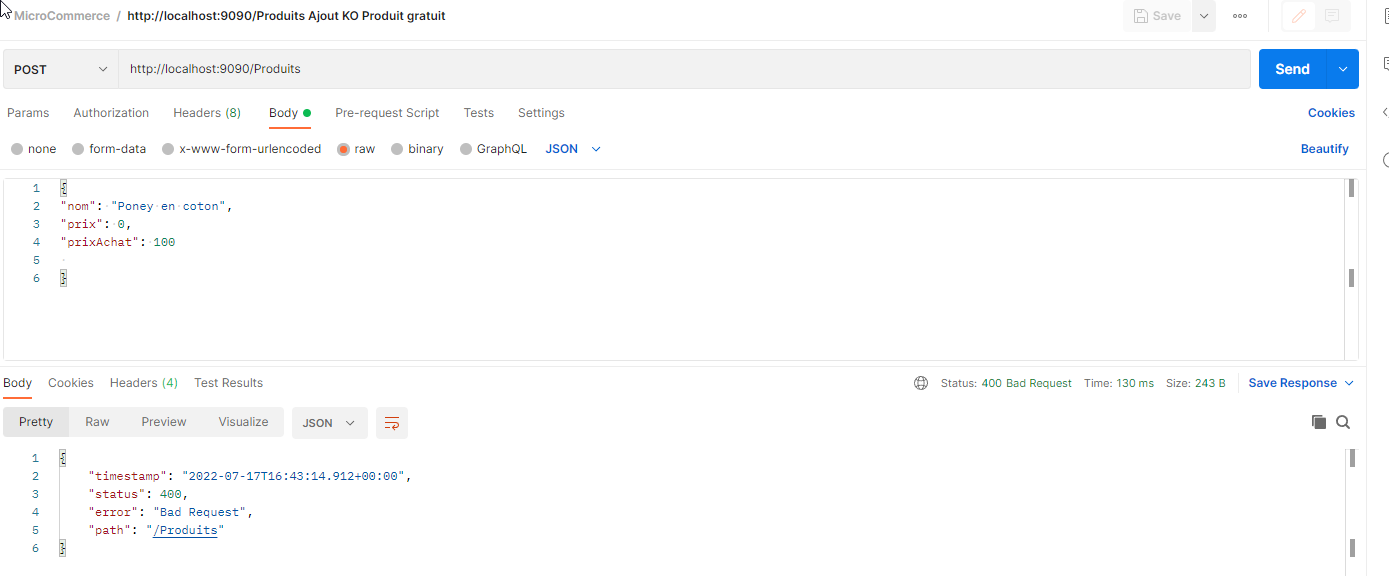 MicroCommerce / http://localhost:9090/Produits Ajout KO Produit gratuit
Save
POST http://localhost:9090/Produits Send
Params Authorization Headers (8) Body Pre-request Script Tests Settings Cookies
none form-data x-www-form-urlencoded raw binary GraphQL JSON Beautify
1 {
2 "nom": "Poney en coton",
3 "prix": 0,
4 "prixAchat": 100
5
6 }
Body Cookies Headers (4) Test Results Status: 400 Bad Request Time: 130 ms Size: 243 B Save Response
Pretty Raw Preview Visualize JSON
1 {
2 "timestamp": "2022-07-17T16:43:14.912+00:00",
3 "status": 400,
4 "error": "Bad Request",
5 "path": "/Produits"
6 }